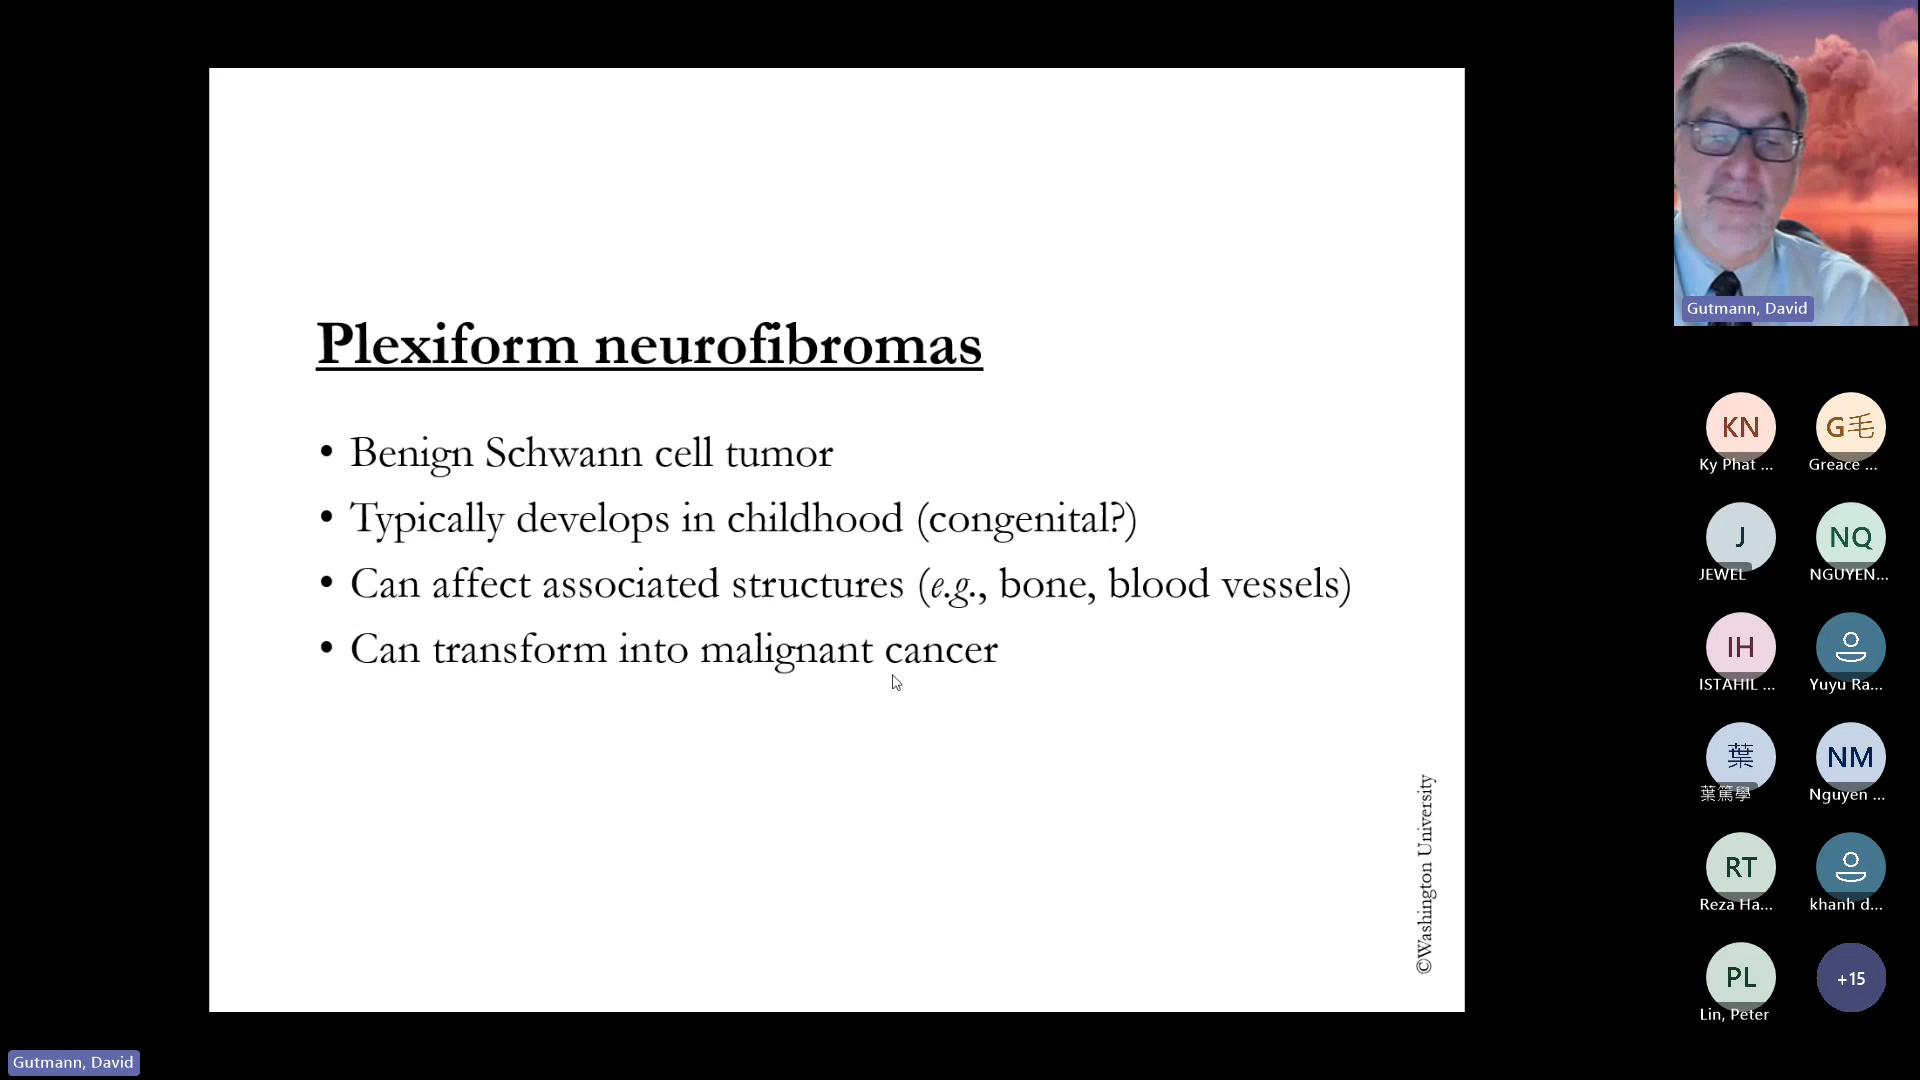 Plexiform neurofibromas
• Benign Schwann cell tumor
• Typically develops in childhood (congenital?)
• Can affect associated structures (e.g., bone, blood vessels)
• Can transform into malignant cancer
©Washington University
Gutmann, David
KN
Ky Phat ...
G毛
Greace ...
J
JEWEL
NQ
NGUYEN...
IH
ISTAHIL ...
Yuyu Ra...
葉
葉篤學
NM
Nguyen ...
RT
Reza Ha...
khanh d...
PL
Lin, Peter
+15
Gutmann, David